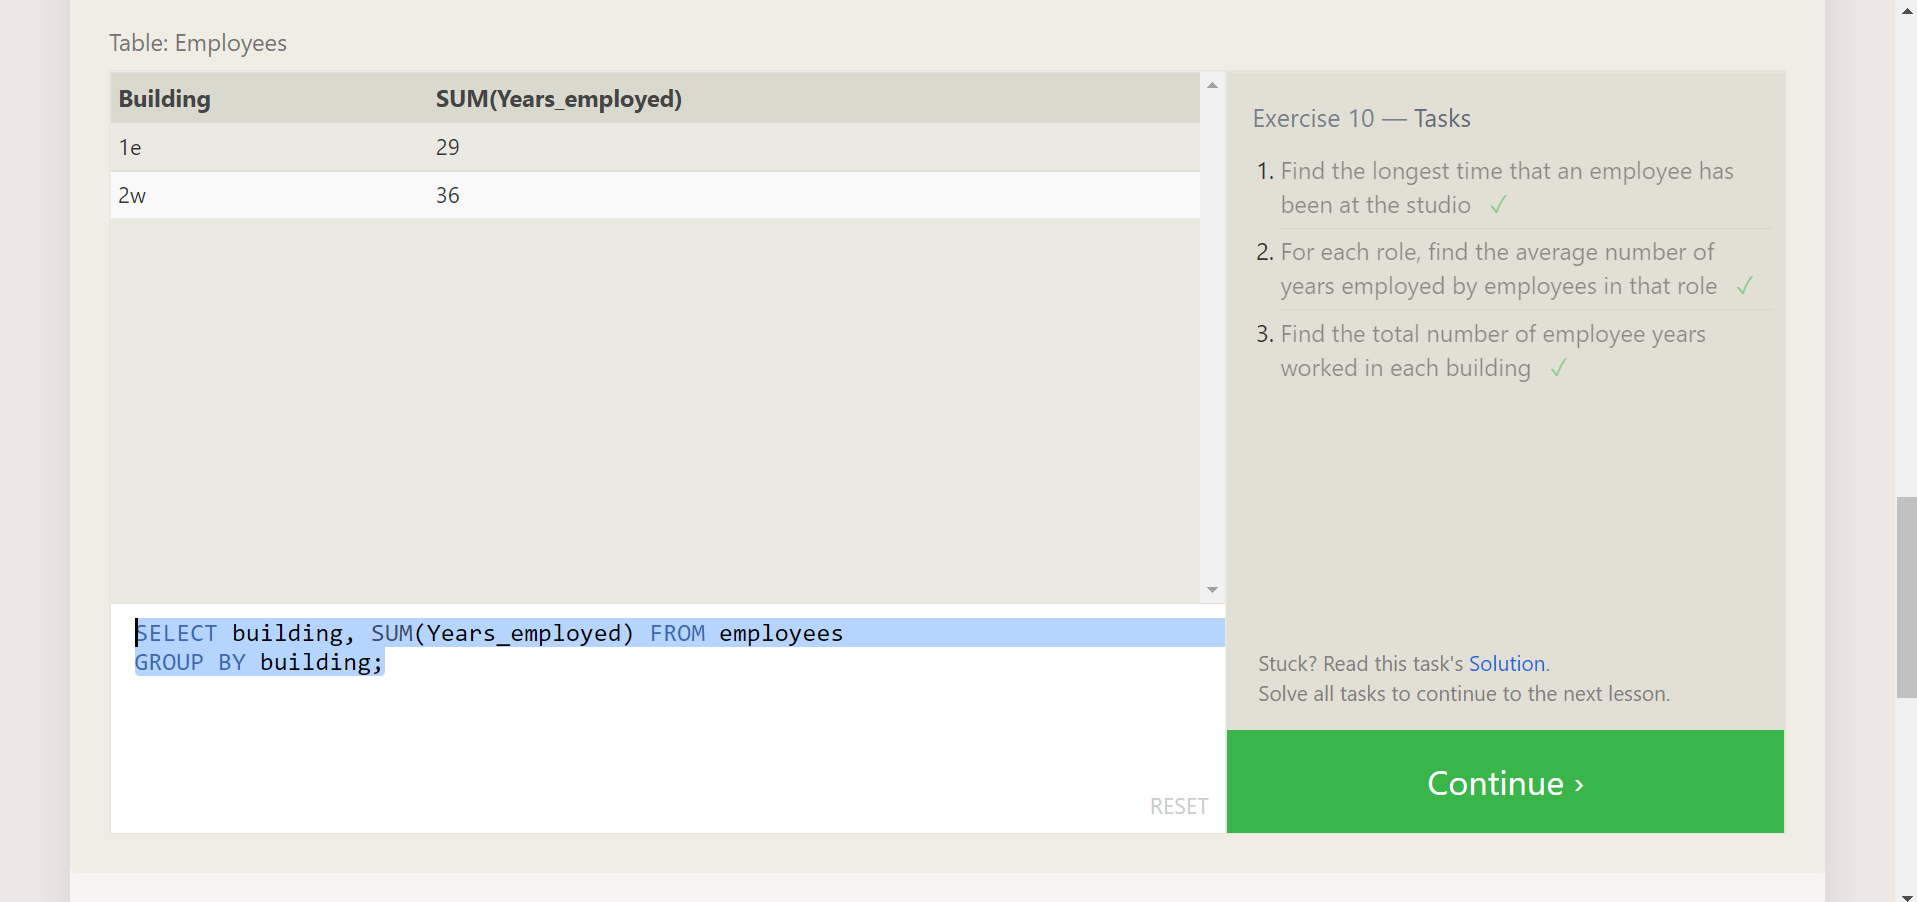 Table: Employees
Building SUM(Years_employed)
1e 29
2w 36
SELECT building, SUM(Years_employed) FROM employees
GROUP BY building;
RESET
Exercise 10 — Tasks
1. Find the longest time that an employee has
been at the studio ✓
2. For each role, find the average number of
years employed by employees in that role ✓
3. Find the total number of employee years
worked in each building ✓
Stuck? Read this task's Solution.
Solve all tasks to continue to the next lesson.
Continue ›